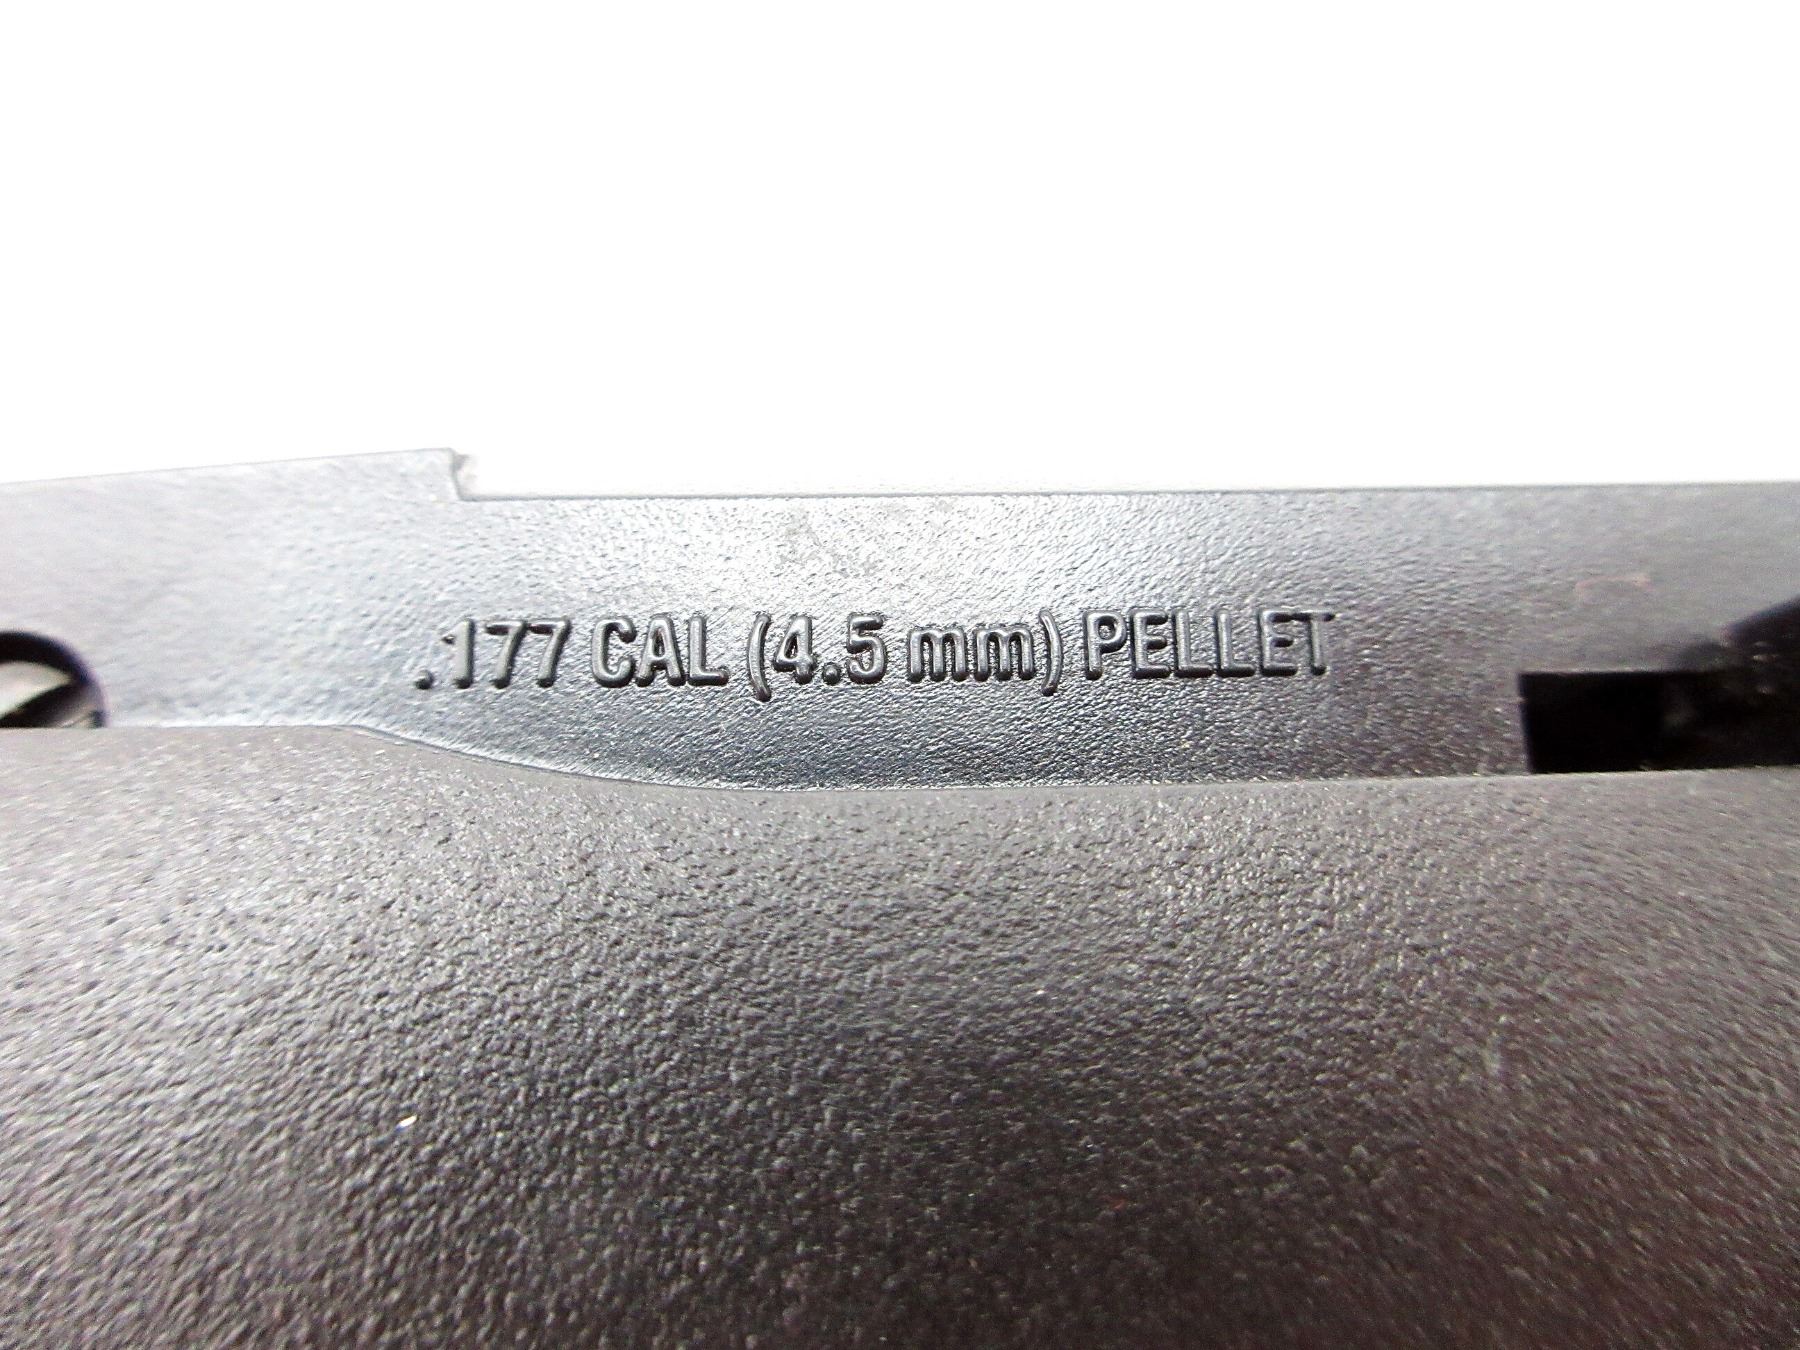 .177 CAL (4.5 mm) PELLET